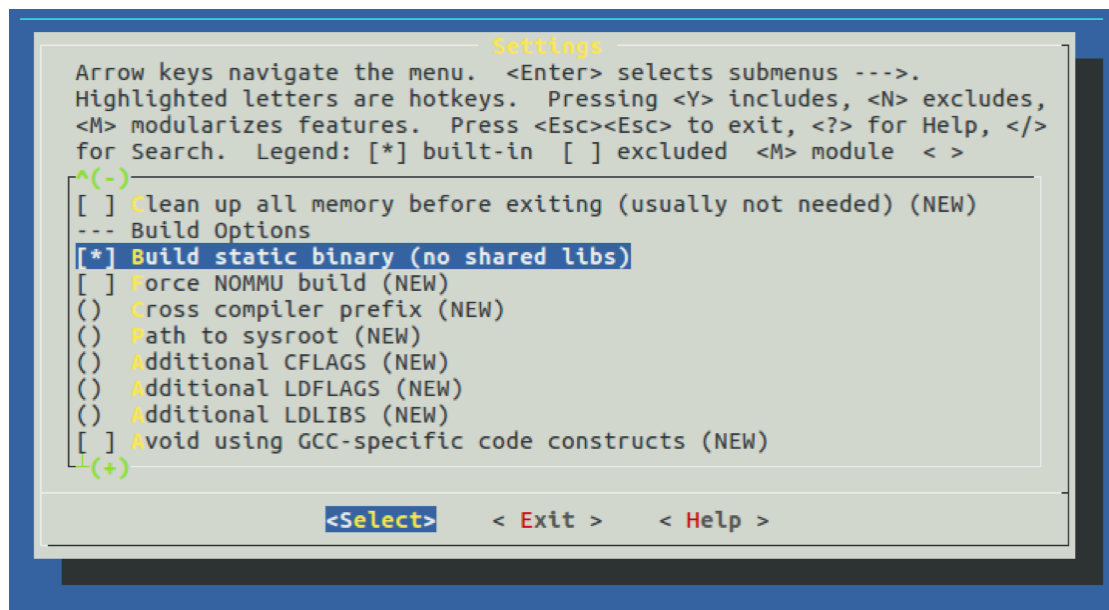 Settings
Arrow keys navigate the menu.  <Enter> selects submenus --->.
Highlighted letters are hotkeys.  Pressing <Y> includes, <N> excludes,
<M> modularizes features.  Press <Esc><Esc> to exit, <?> for Help, </>
for Search.  Legend: [*] built-in  [ ] excluded  <M> module  < >
^(-)
[ ] Clean up all memory before exiting (usually not needed) (NEW)
--- Build Options
[*] Build static binary (no shared libs)
[ ] Force NOMMU build (NEW)
()  Cross compiler prefix (NEW)
()  Path to sysroot (NEW)
()  Additional CFLAGS (NEW)
()  Additional LDFLAGS (NEW)
()  Additional LDLIBS (NEW)
[ ] Avoid using GCC-specific code constructs (NEW)
┴(+)
<Select>    < Exit >    < Help >